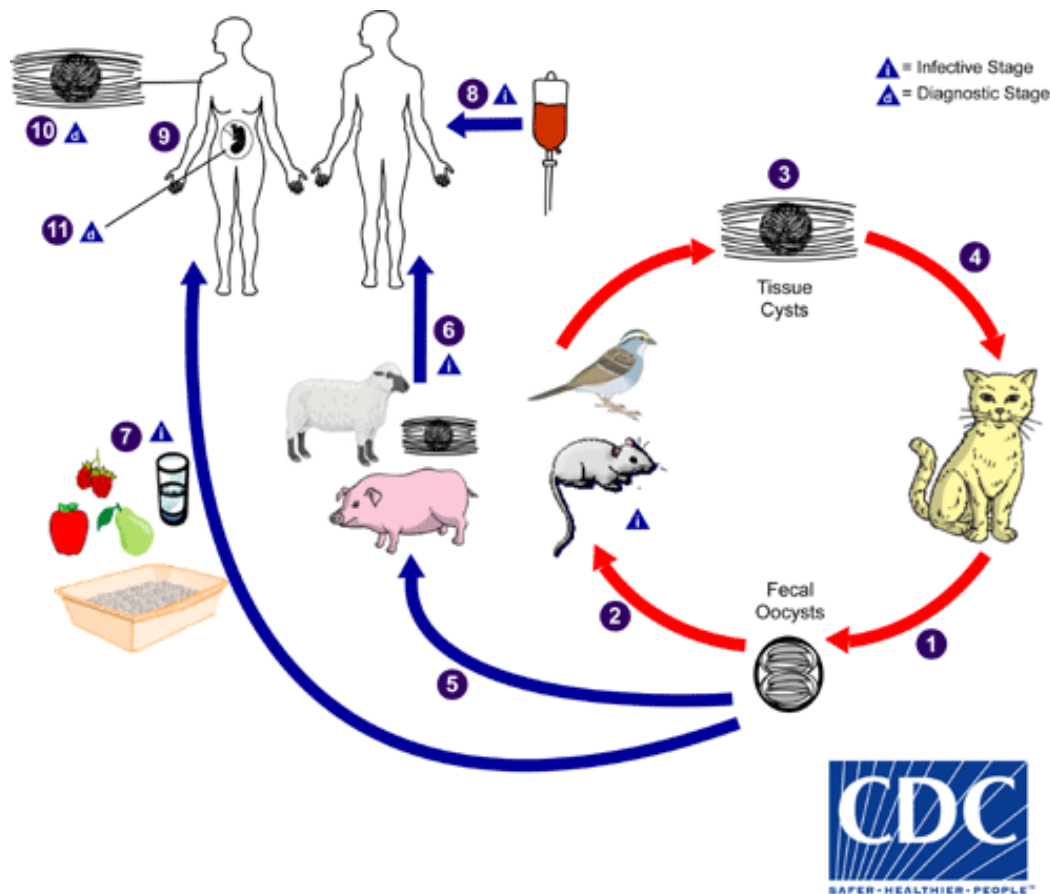 8 i
i = Infective Stage
d = Diagnostic Stage
10 d
9
11 d
3
Tissue
Cysts
4
6
i
7 i
i
2
Fecal
Oocysts
1
5
CDC
SAFER·HEALTHIER·PEOPLE™